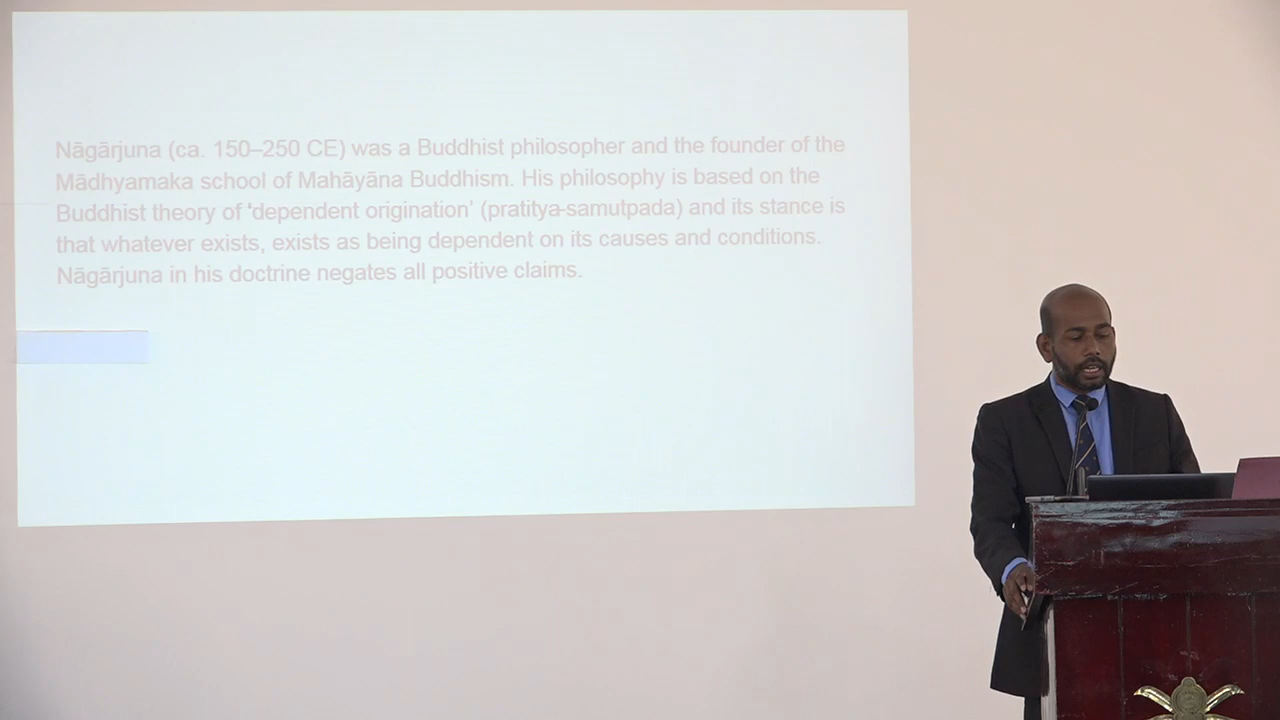 Nāgārjuna (ca. 150–250 CE) was a Buddhist philosopher and the founder of the
Mādhyamaka school of Mahāyāna Buddhism. His philosophy is based on the
Buddhist theory of 'dependent origination' (pratitya-samutpada) and its stance is
that whatever exists, exists as being dependent on its causes and conditions.
Nāgārjuna in his doctrine negates all positive claims.